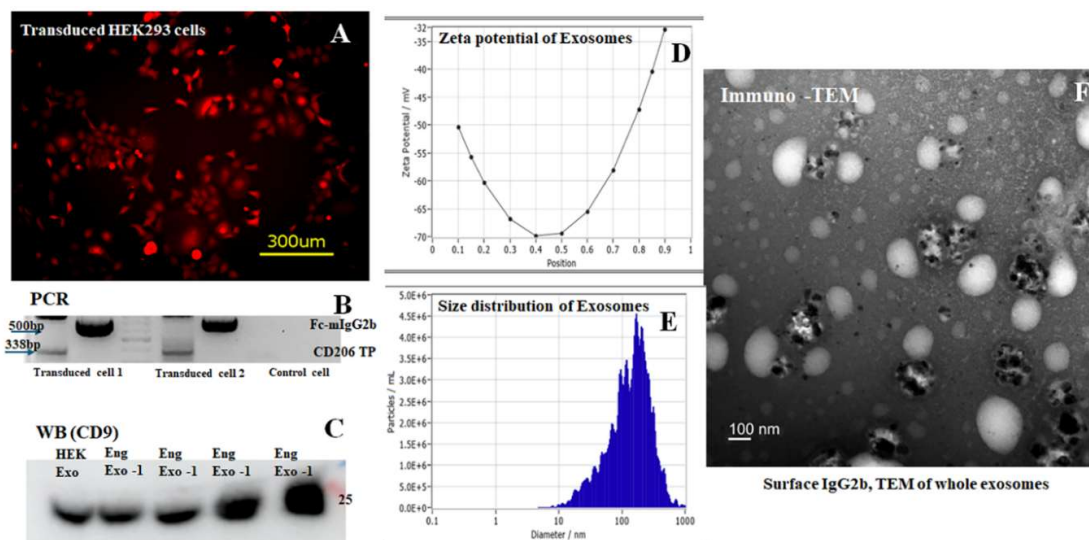 Transduced HEK293 cells
A
300um
PCR
B
500bp
Fc-mIgG2b
338bp
CD206 TP
Transduced cell 1
Transduced cell 2
Control cell
WB (CD9)
C
HEK Eng Eng Eng Eng
Exo Exo -1 Exo -1 Exo -1 Exo -1
25
Zeta potential of Exosomes
D
Zeta Potential / mV
-32
-35
-40
-45
-50
-55
-60
-65
-70
0 0.1 0.2 0.3 0.4 0.5 0.6 0.7 0.8 0.9 1
Position
Size distribution of Exosomes
E
Particles / mL
5.0E+6
4.5E+6
4.0E+6
3.5E+6
3.0E+6
2.5E+6
2.0E+6
1.5E+6
1.0E+6
5.0E+5
0.0E+0
0.1 1 10 100 1000
Diameter / nm
Immuno -TEM
F
100 nm
Surface IgG2b, TEM of whole exosomes